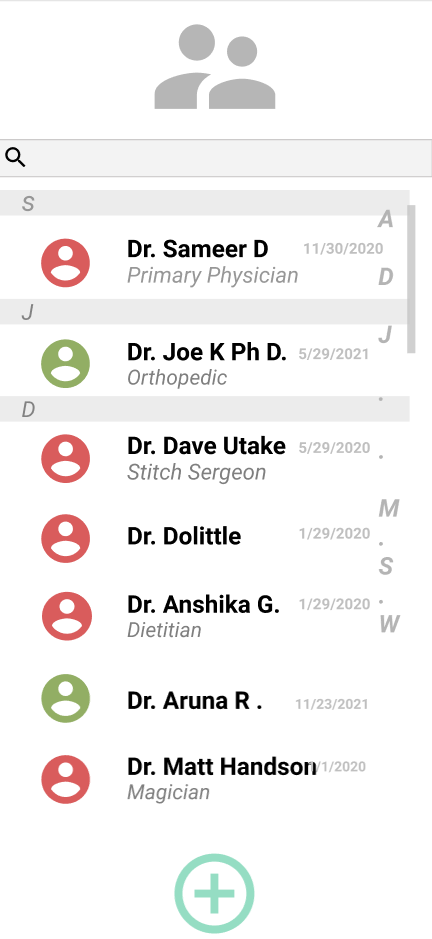 S
A
Dr. Sameer D 11/30/2020
Primary Physician
D
J
J
Dr. Joe K Ph D. 5/29/2021
Orthopedic
.
D
Dr. Dave Utake 5/29/2020
.
Stitch Sergeon
M
Dr. Dolittle 1/29/2020
.
S
Dr. Anshika G. 1/29/2020
.
W
Dietitian
Dr. Aruna R . 11/23/2021
Dr. Matt Handson /1/2020
Magician